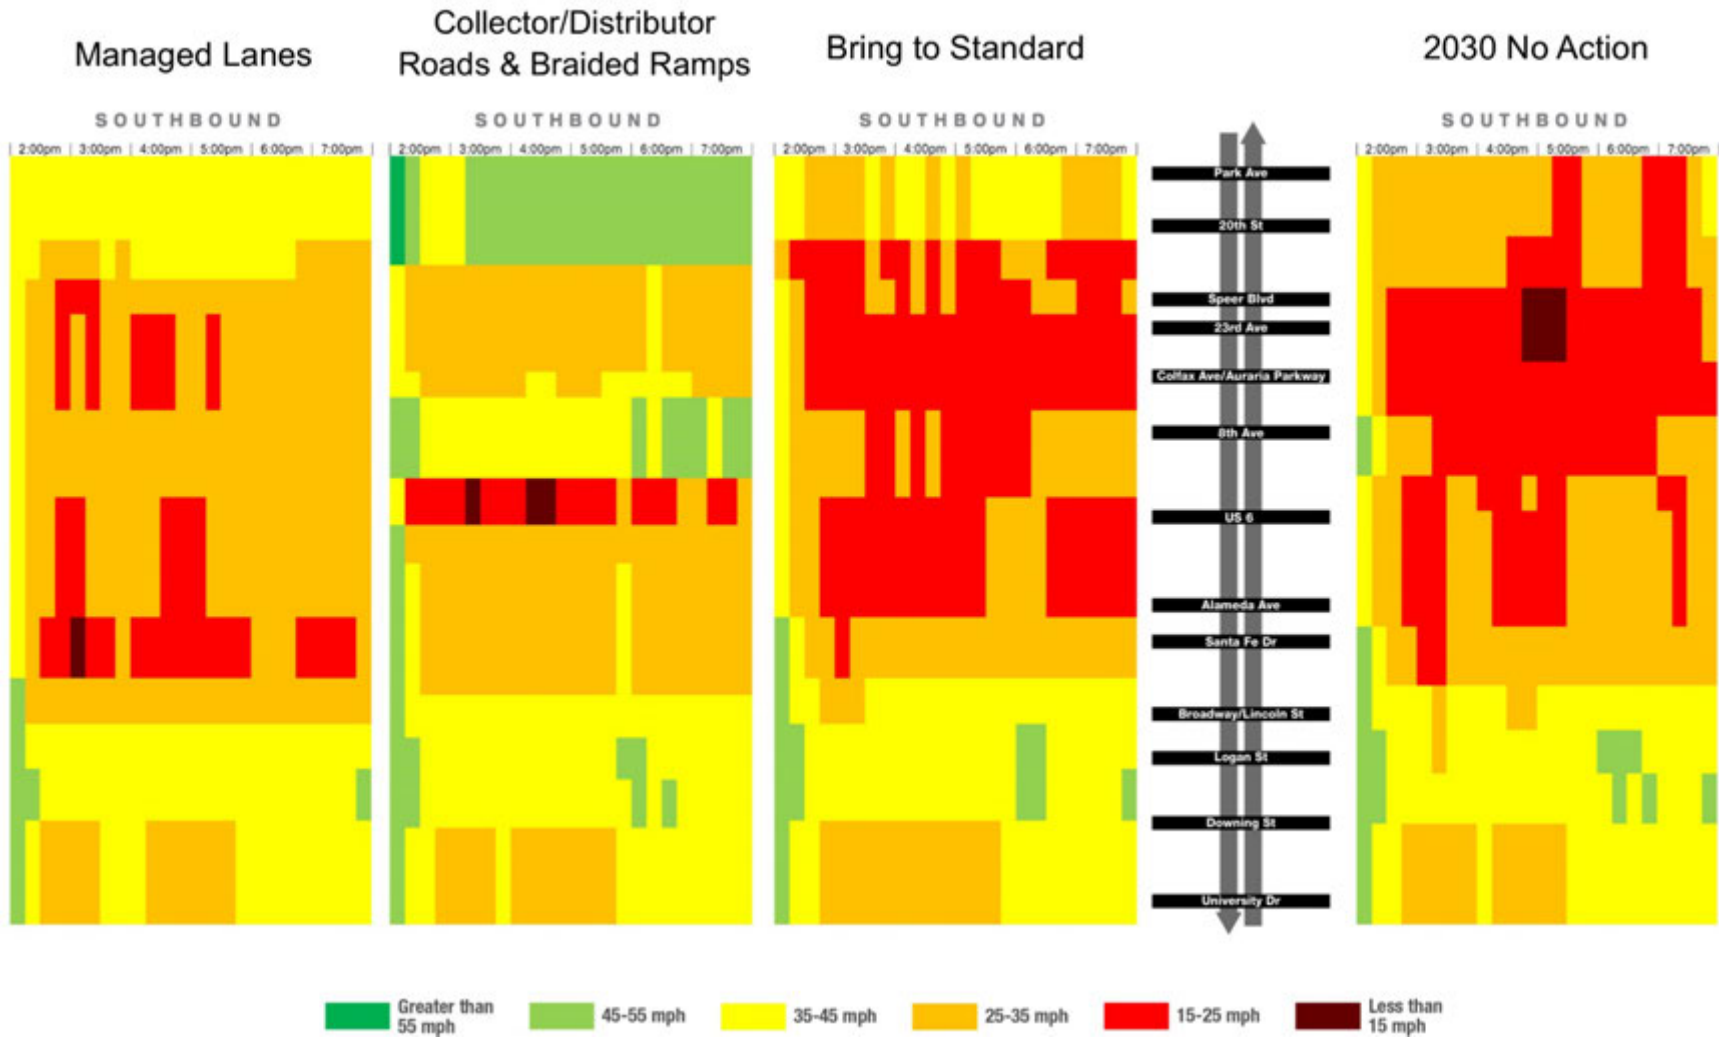 Managed Lanes
Collector/Distributor
Roads & Braided Ramps
Bring to Standard
2030 No Action
SOUTHBOUND
SOUTHBOUND
SOUTHBOUND
SOUTHBOUND
2:00pm 3:00pm 4:00pm 5:00pm 6:00pm 7:00pm
2:00pm 3:00pm 4:00pm 5:00pm 6:00pm 7:00pm
2:00pm 3:00pm 4:00pm 5:00pm 6:00pm 7:00pm
2:00pm 3:00pm 4:00pm 5:00pm 6:00pm 7:00pm
Park Ave
20th St
Speer Blvd
23rd Ave
Colfax Ave/Auraria Parkway
8th Ave
US 6
Alameda Ave
Santa Fe Dr
Broadway/Lincoln St
Logan St
Downing St
University Dr
Greater than
55 mph
45-55 mph
35-45 mph
25-35 mph
15-25 mph
Less than
15 mph